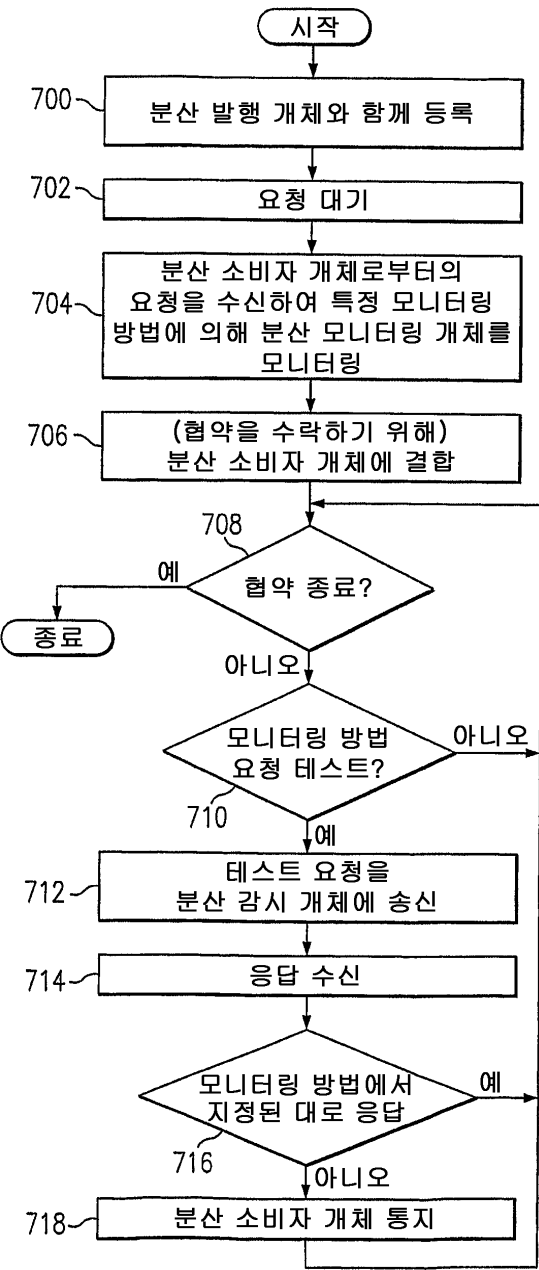 시작
700
분산 발행 개체와 함께 등록
702
요청 대기
704
분산 소비자 개체로부터의
요청을 수신하여 특정 모니터링
방법에 의해 분산 모니터링 개체를
모니터링
706
(협약을 수락하기 위해)
분산 소비자 개체에 결합
708
예
협약 종료?
종료
아니오
모니터링 방법
요청 테스트?
아니오
710
예
712
테스트 요청을
분산 감시 개체에 송신
714
응답 수신
모니터링 방법에서
지정된 대로 응답
예
716
아니오
718
분산 소비자 개체 통지